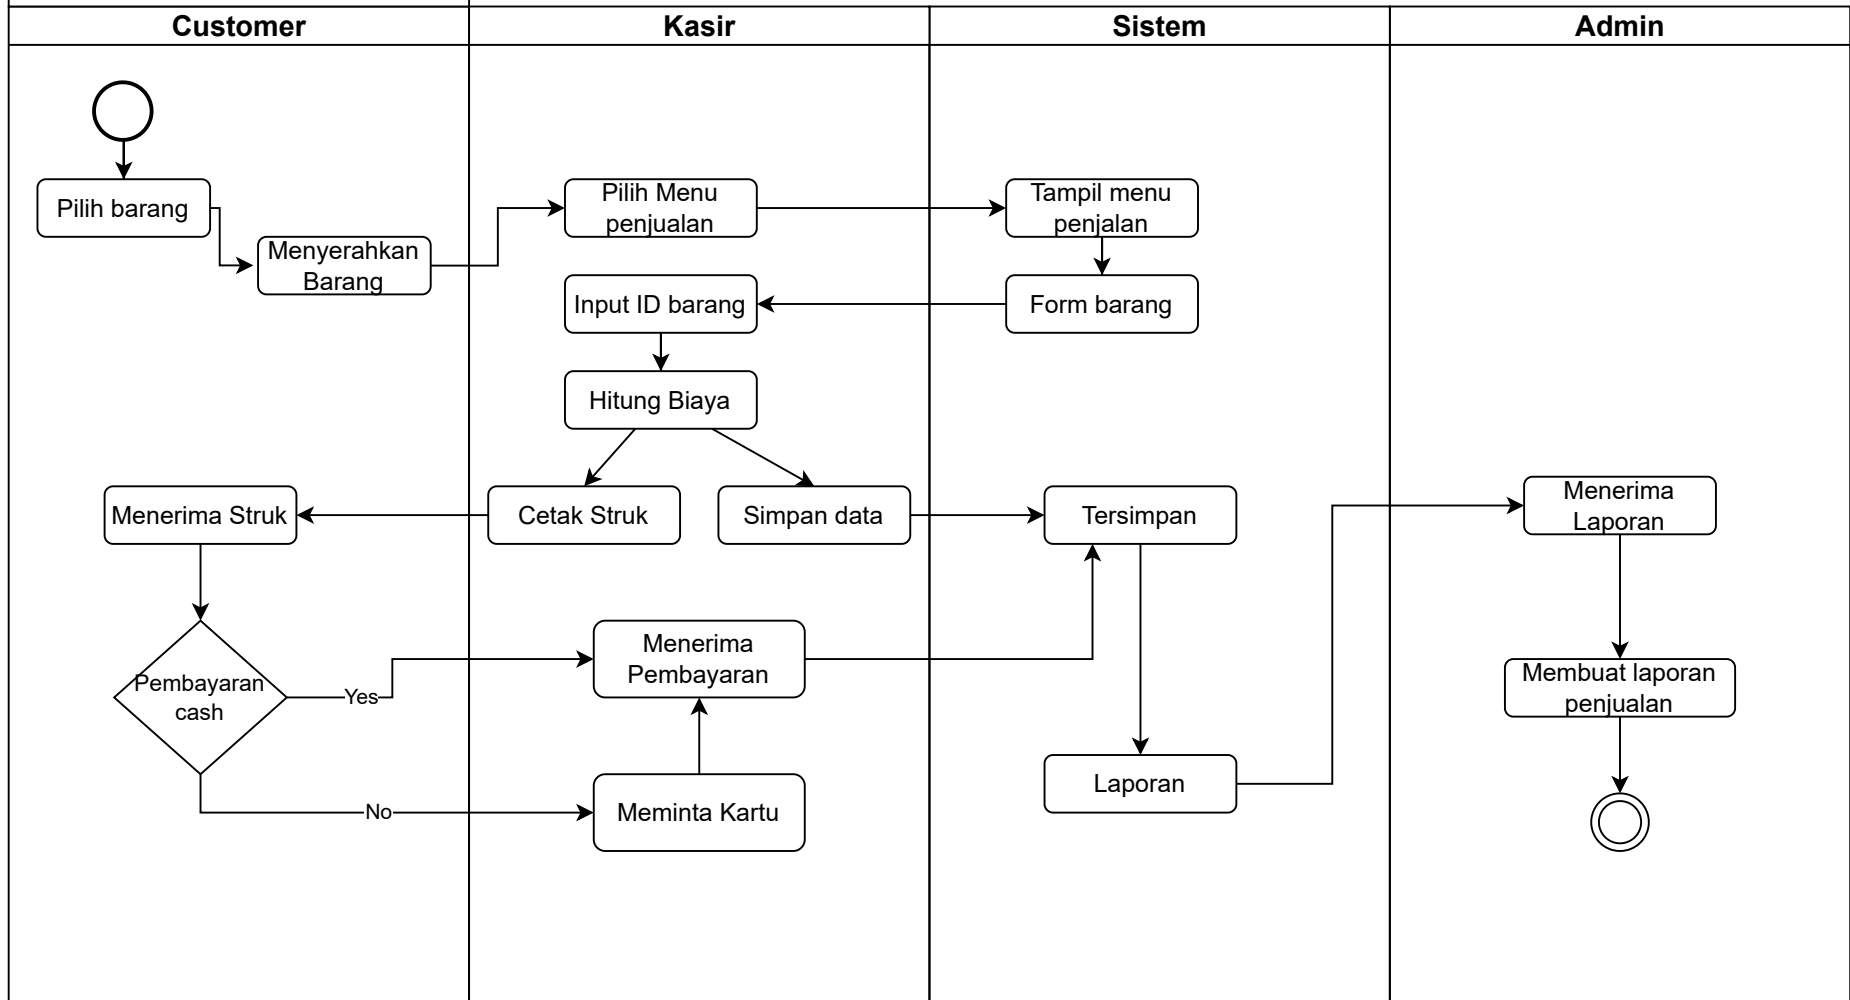 Customer
Kasir
Sistem
Admin
Pilih barang
Menyerahkan
Barang
Pilih Menu
penjualan
Tampil menu
penjalan
Input ID barang
Form barang
Hitung Biaya
Menerima Struk
Cetak Struk
Simpan data
Tersimpan
Menerima
Laporan
Pembayaran
cash
Yes
Menerima
Pembayaran
Membuat laporan
penjualan
No
Meminta Kartu
Laporan